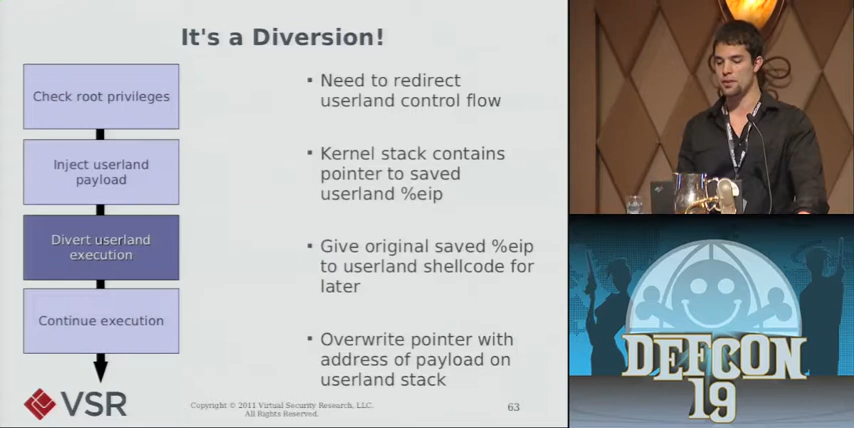 It's a Diversion!
Check root privileges
Inject userland
payload
Divert userland
execution
Continue execution
▪ Need to redirect
userland control flow
▪ Kernel stack contains
pointer to saved
userland %eip
▪ Give original saved %eip
to userland shellcode for
later
▪ Overwrite pointer with
address of payload on
userland stack
VSR
Copyright © 2011 Virtual Security Research, LLC.
All Rights Reserved.
63
DEFCON
19